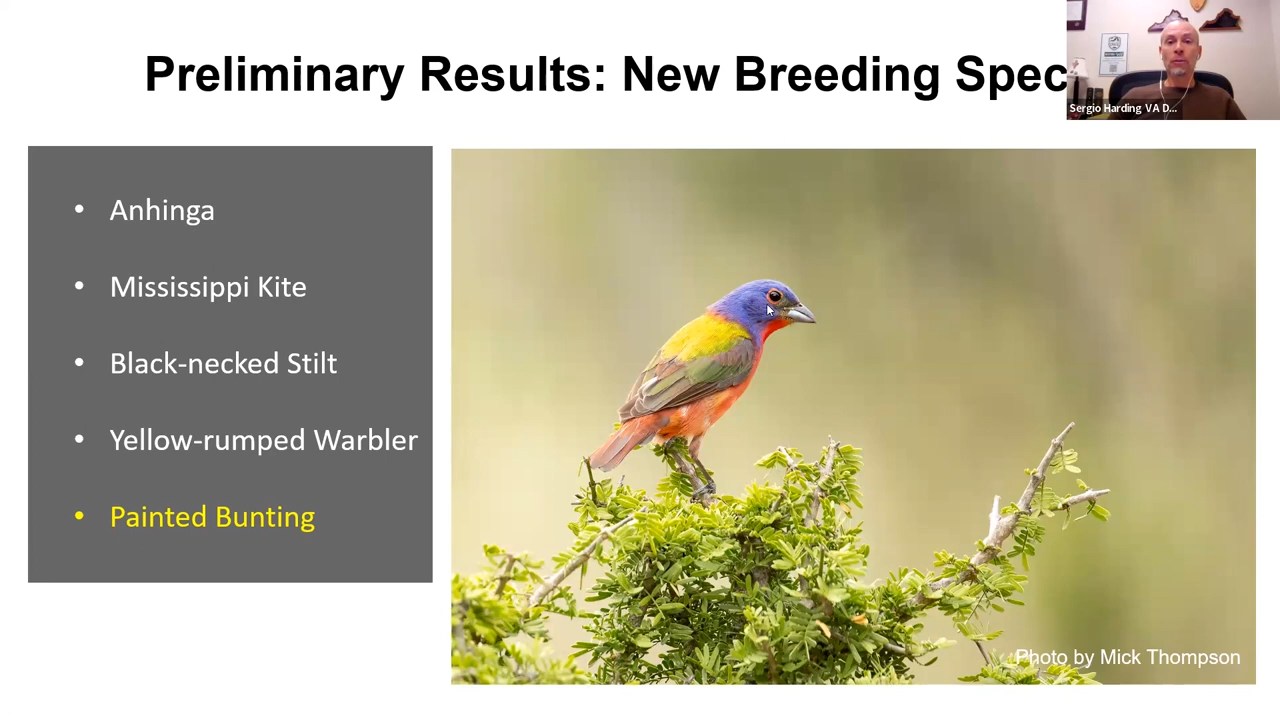 Preliminary Results: New Breeding Spec
Sergio Harding VA D...
• Anhinga
• Mississippi Kite
• Black-necked Stilt
• Yellow-rumped Warbler
• Painted Bunting
Photo by Mick Thompson